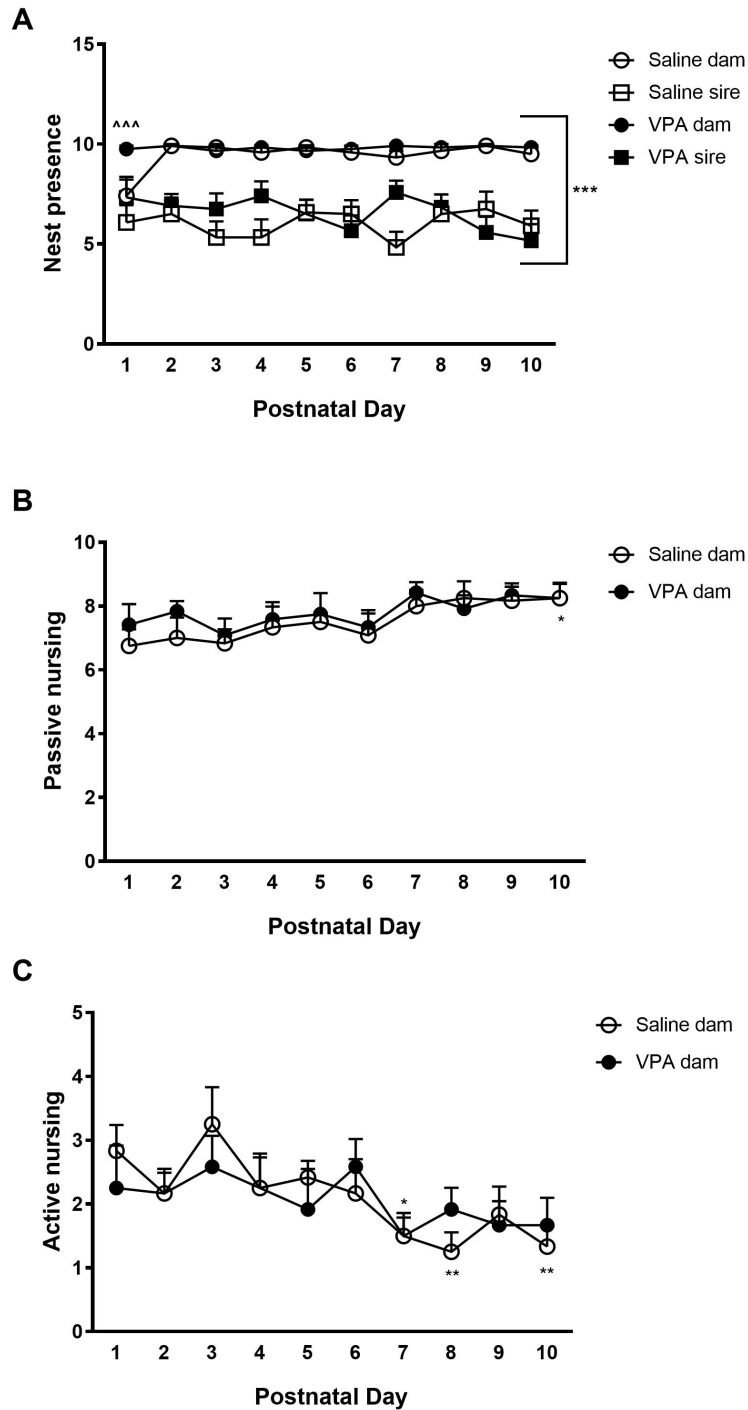 A
15
10
5
0
Nest presence
^^^
1 2 3 4 5 6 7 8 9 10
Postnatal Day
Saline dam
Saline sire
VPA dam
VPA sire
***
B
10
8
6
4
2
0
Passive nursing
*
1 2 3 4 5 6 7 8 9 10
Postnatal Day
Saline dam
VPA dam
C
5
4
3
2
1
0
Active nursing
*
**
**
1 2 3 4 5 6 7 8 9 10
Postnatal Day
Saline dam
VPA dam